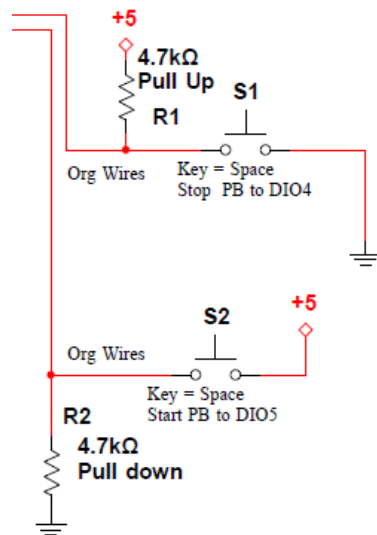 +5
4.7kΩ
Pull Up
S1
R1
Org Wires
Key = Space
Stop PB to DIO4
+5
S2
Org Wires
Key = Space
Start PB to DIO5
R2
4.7kΩ
Pull down